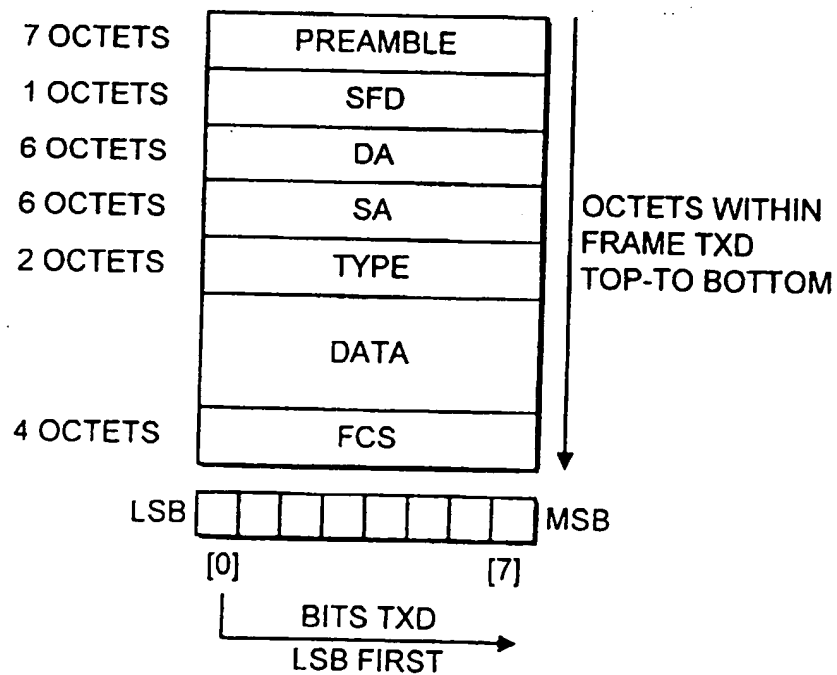 7 OCTETS PREAMBLE
1 OCTETS SFD
6 OCTETS DA
6 OCTETS SA
2 OCTETS TYPE
DATA
4 OCTETS FCS
OCTETS WITHIN
FRAME TXD
TOP-TO BOTTOM
LSB MSB
[0] [7]
BITS TXD
LSB FIRST